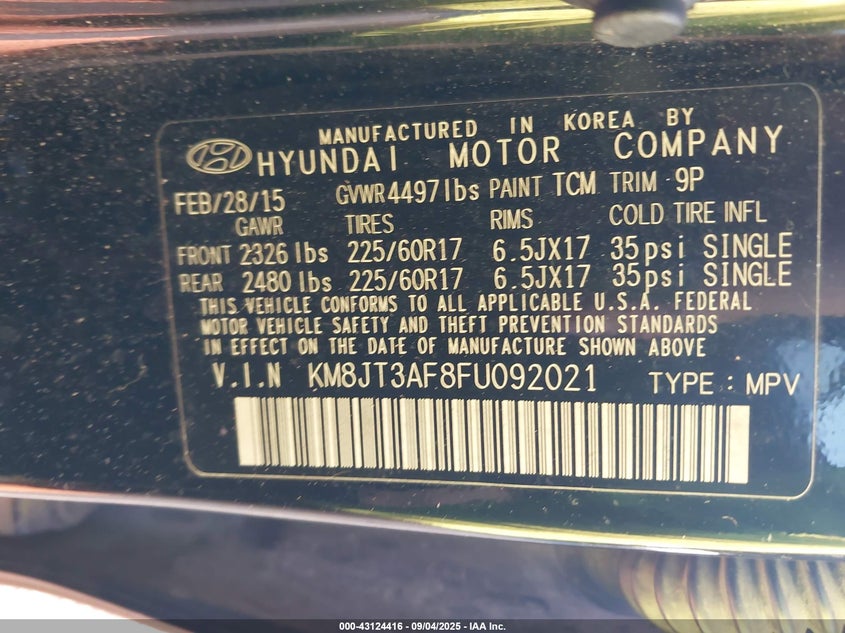 MANUFACTURED IN KOREA BY
HYUNDAI MOTOR COMPANY
FEB/28/15 GVWR4497lbs PAINT TCM TRIM 9P
GAWR TIRES RIMS COLD TIRE INFL
FRONT 2326 lbs 225/60R17 6.5JX17 35psi SINGLE
REAR 2480 lbs 225/60R17 6.5JX17 35psi SINGLE
THIS VEHICLE CONFORMS TO ALL APPLICABLE U.S.A. FEDERAL
MOTOR VEHICLE SAFETY AND THEFT PREVENTION STANDARDS
IN EFFECT ON THE DATE OF MANUFACTURE SHOWN ABOVE
V.I.N KM8JT3AF8FU092021 TYPE : MPV
000-43124416 - 09/04/2025 - IAA Inc.